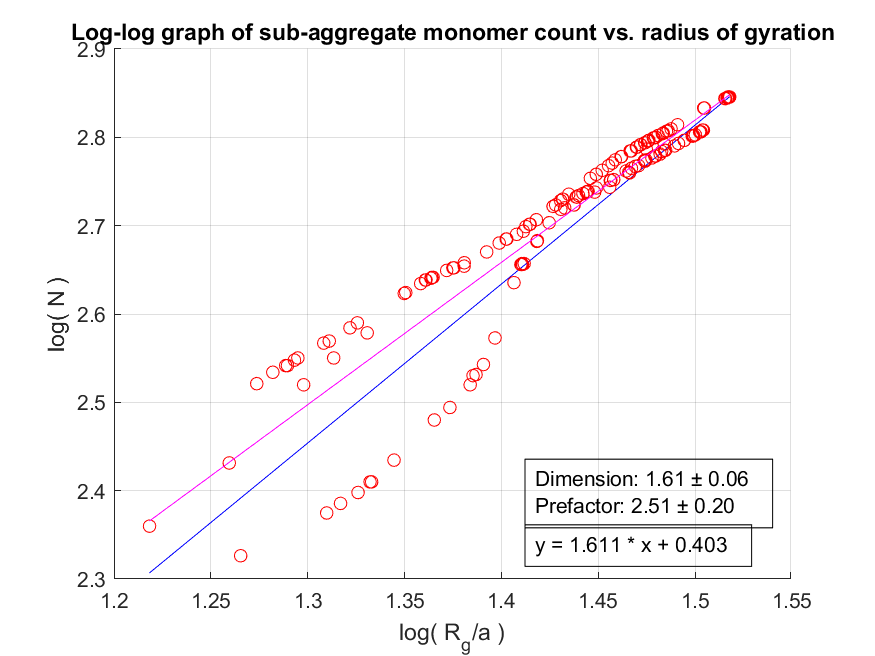 Log-log graph of sub-aggregate monomer count vs. radius of gyration
2.9
2.8
2.7
2.6
2.5
2.4
2.3
log( N )
Dimension: 1.61 ± 0.06
Prefactor: 2.51 ± 0.20
y = 1.611 * x + 0.403
1.2 1.25 1.3 1.35 1.4 1.45 1.5 1.55
log( R_g/a )